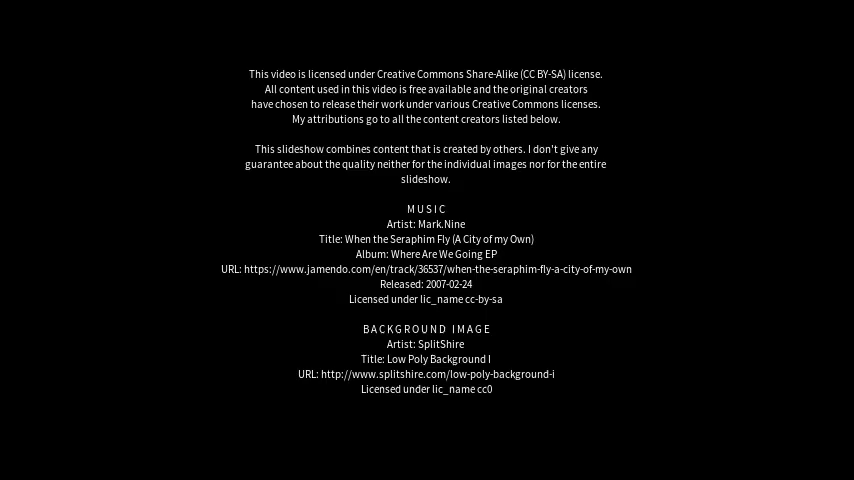 This video is licensed under Creative Commons Share-Alike (CC BY-SA) license.
All content used in this video is free available and the original creators
have chosen to release their work under various Creative Commons licenses.
My attributions go to all the content creators listed below.
This slideshow combines content that is created by others. I don't give any
guarantee about the quality neither for the individual images nor for the entire
slideshow.
MUSIC
Artist: Mark.Nine
Title: When the Seraphim Fly (A City of my Own)
Album: Where Are We Going EP
URL: https://www.jamendo.com/en/track/36537/when-the-seraphim-fly-a-city-of-my-own
Released: 2007-02-24
Licensed under lic_name cc-by-sa
BACKGROUND IMAGE
Artist: SplitShire
Title: Low Poly Background I
URL: http://www.splitshire.com/low-poly-background-i
Licensed under lic_name cc0